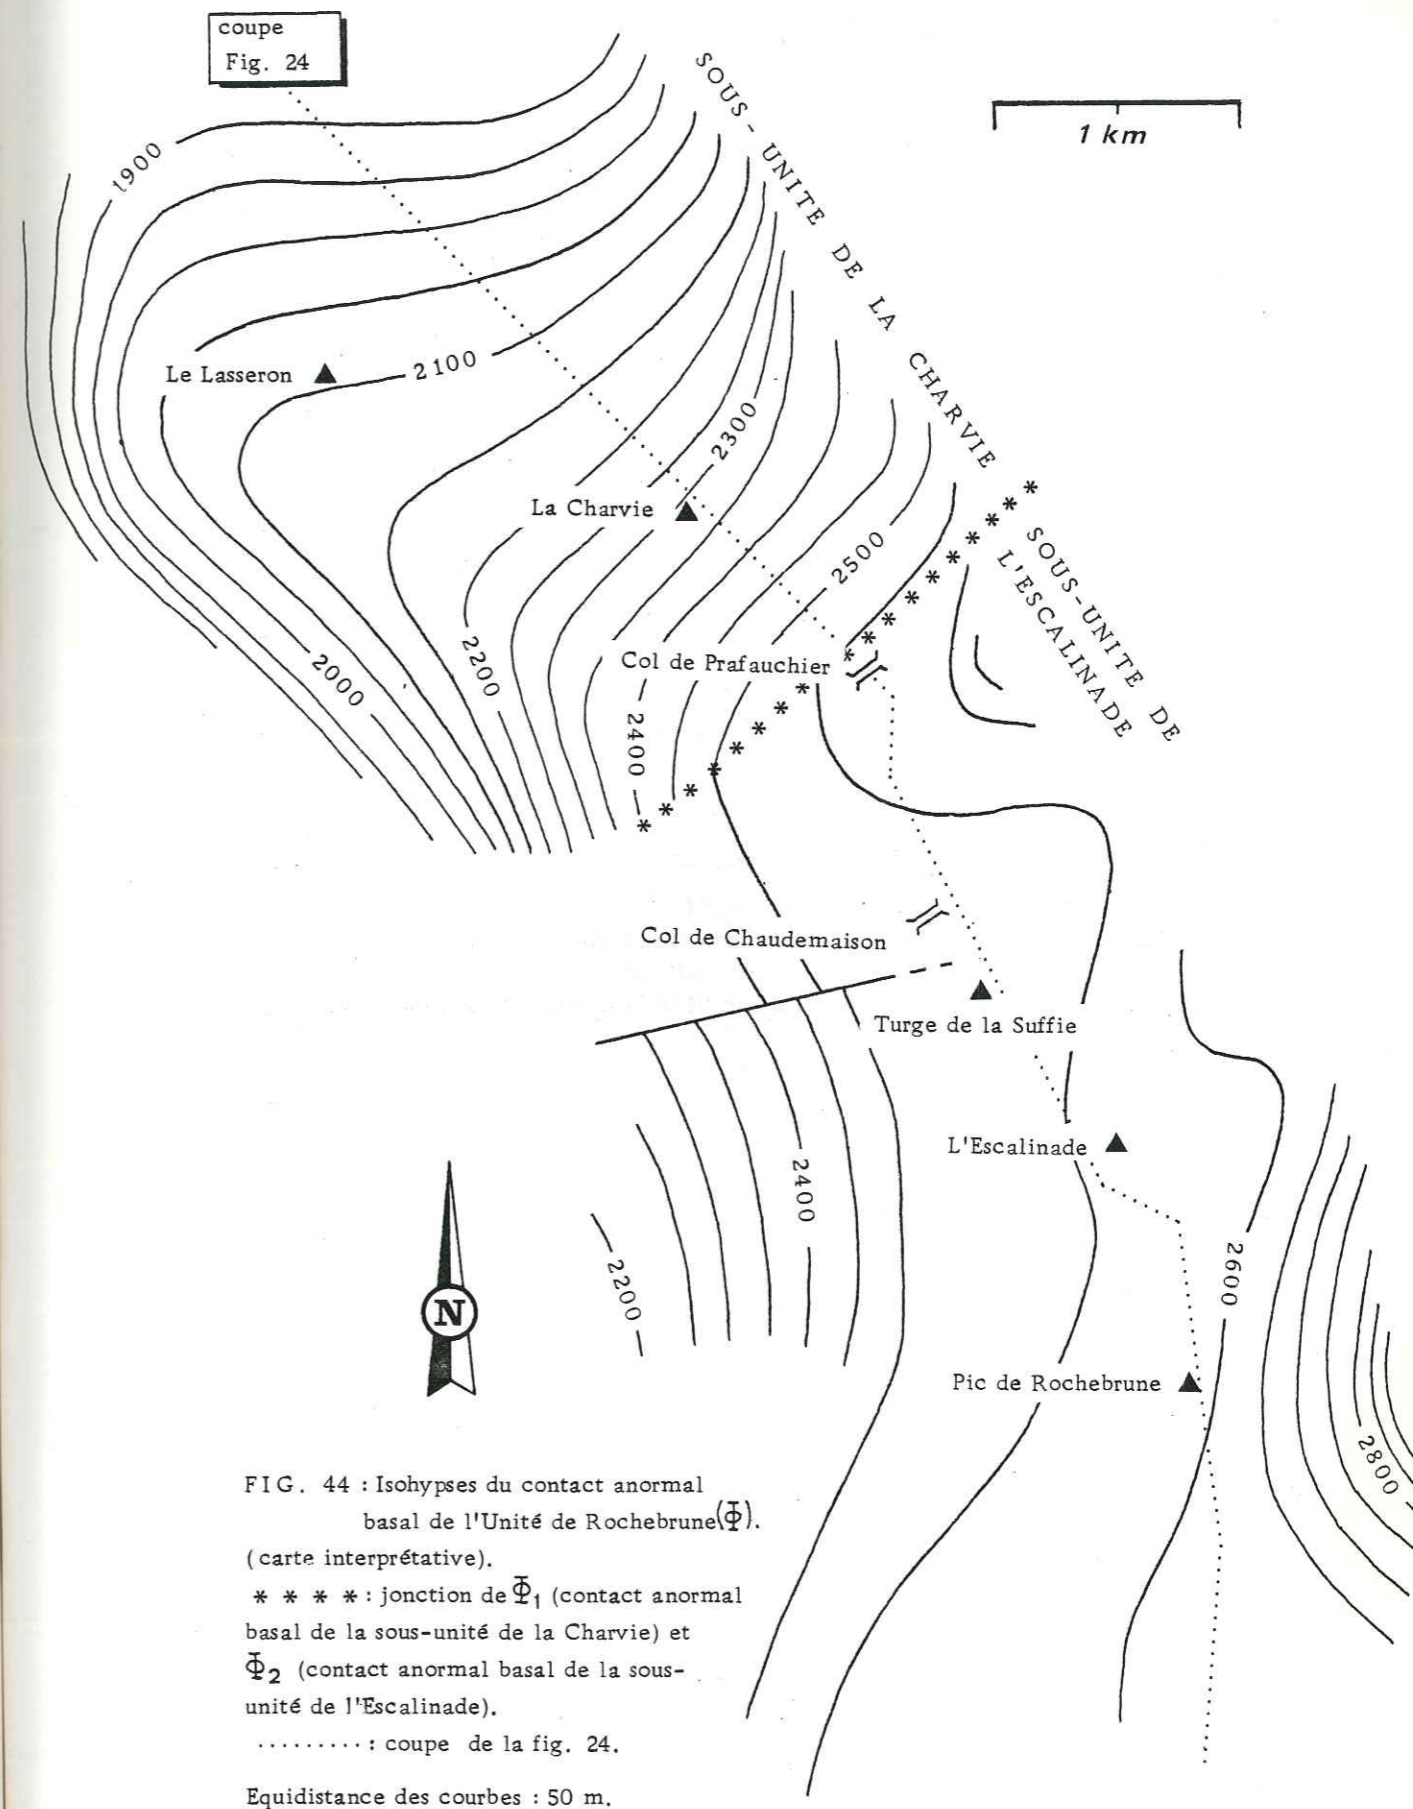 coupe
Fig. 24
1 km
SOUS-UNITE DE LA CHARVIE
SOUS-UNITE DE
L'ESCALINADE
1900
Le Lasseron
2100
2300
La Charvie
2500
Col de Prafauchier
2200
2000
2400
Col de Chaudemaison
Turge de la Suffie
L'Escalinade
2400
2200
2600
N
Pic de Rochebrune
2800
FIG. 44 : Isohypses du contact anormal
basal de l'Unité de Rochebrune(Φ).
(carte interprétative).
* * * * : jonction de Φ₁ (contact anormal
basal de la sous-unité de la Charvie) et
Φ₂ (contact anormal basal de la sous-
unité de l'Escalinade).
.......... : coupe de la fig. 24.
Equidistance des courbes : 50 m.